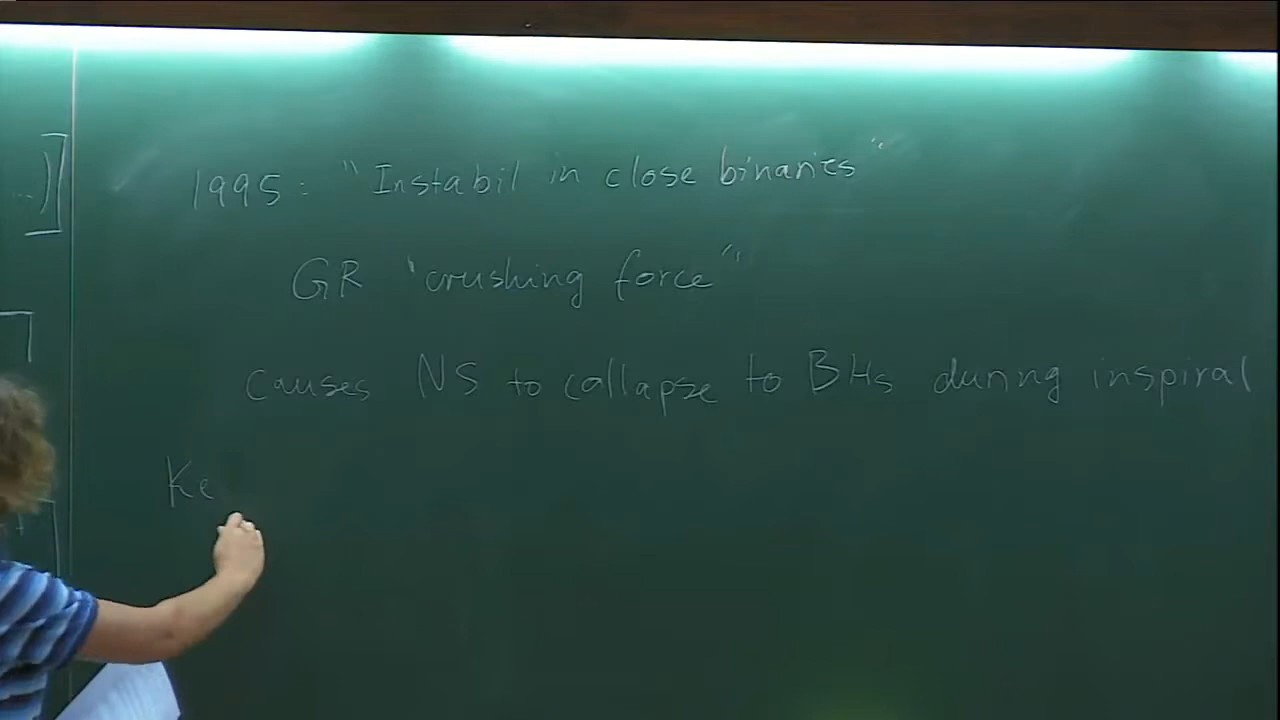 1995 : "Instabil in close binaries"
GR "crushing force"
causes NS to collapse to BHs during inspiral
Ke